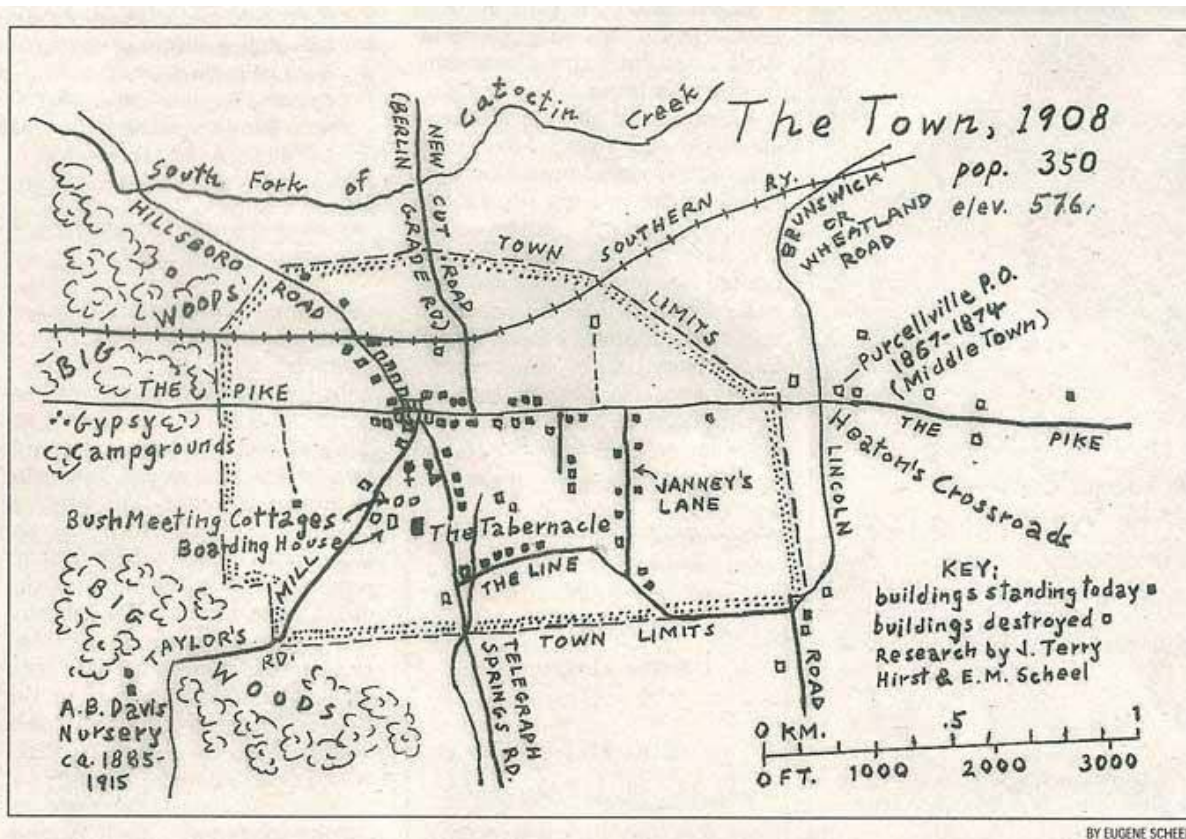 The Town, 1908
pop. 350
elev. 576,
South Fork of Catoctin Creek
(BERLIN GRADE RD.)
NEW CUT ROAD
HILLSBORO ROAD
TOWN LIMITS
SOUTHERN RY.
BRUNSWICK
OR
WHEATLAND
ROAD
Purcellville P.O.
1867-1874
(Middle Town)
BIG WOODS
THE PIKE
THE PIKE
Gypsy
Campgrounds
Heaton's Crossroads
LINCOLN ROAD
VANNEY'S
LANE
Bush Meeting Cottages
Boarding House
The Tabernacle
THE LINE
TAYLOR'S MILL RD.
BIG WOODS
TOWN LIMITS
TELEGRAPH
SPRINGS RD.
A.B. Davis
Nursery
ca. 1885-
1915
KEY:
buildings standing today
buildings destroyed
Research by J. Terry
Hirst & E.M. Scheel
0 KM. .5 1
0 FT. 1000 2000 3000
BY EUGENE SCHEE